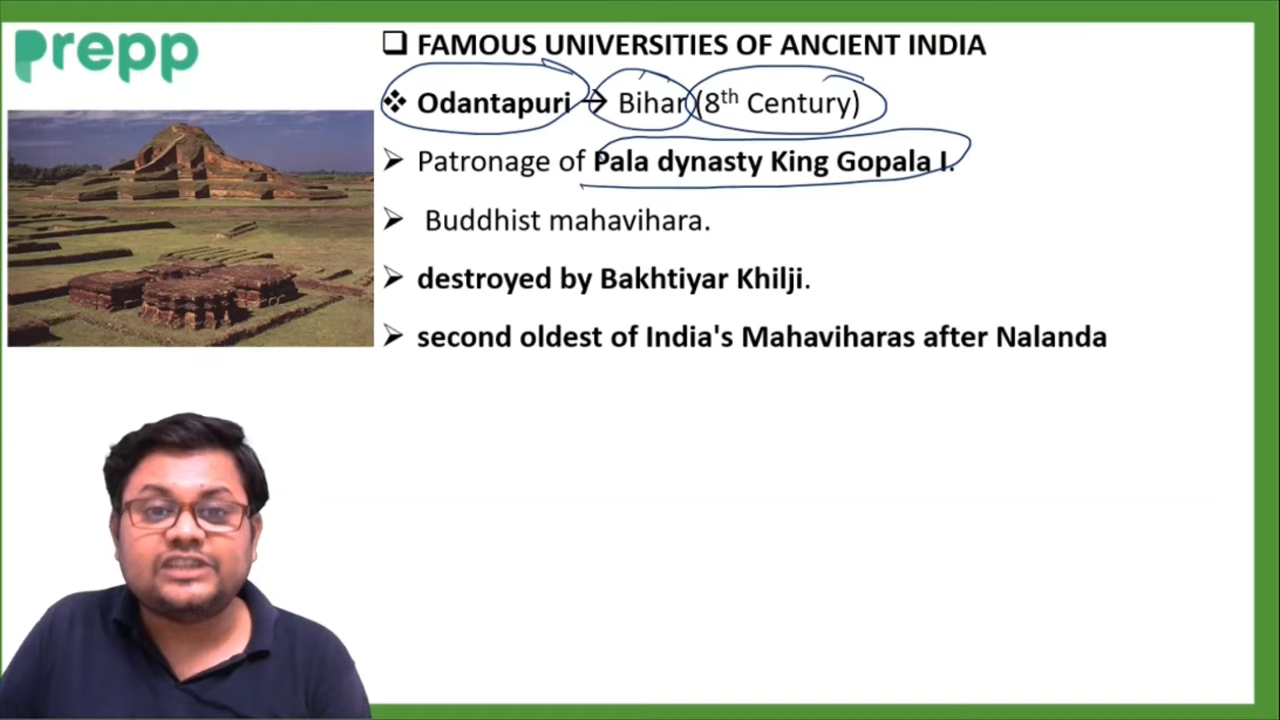 prepp
❑ FAMOUS UNIVERSITIES OF ANCIENT INDIA
❖ Odantapuri → Bihar (8th Century)
➢ Patronage of Pala dynasty King Gopala I.
➢ Buddhist mahavihara.
➢ destroyed by Bakhtiyar Khilji.
➢ second oldest of India's Mahaviharas after Nalanda